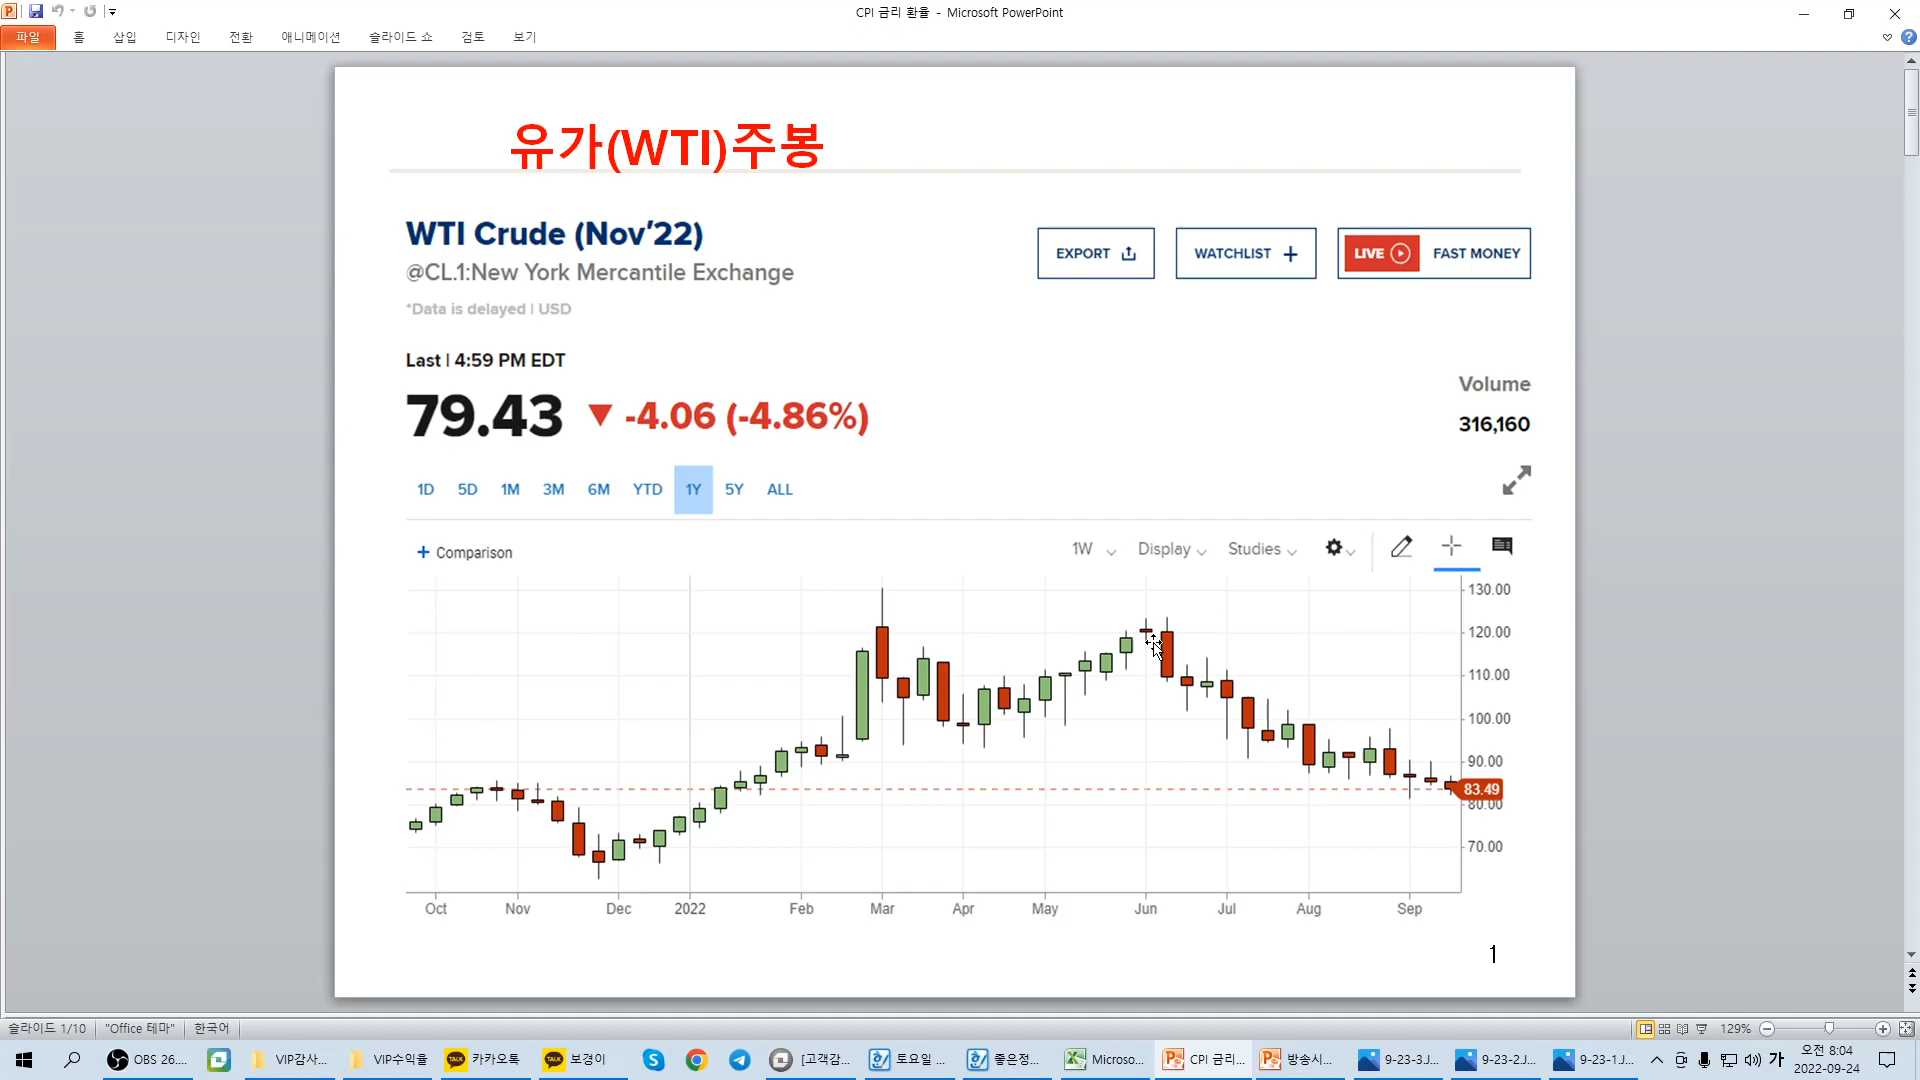 CPI 금리 환율 - Microsoft PowerPoint
파일 홈 삽입 디자인 전환 애니메이션 슬라이드 쇼 검토 보기
유가(WTI)주봉
WTI Crude (Nov'22)
@CL.1:New York Mercantile Exchange
*Data is delayed | USD
EXPORT WATCHLIST + LIVE FAST MONEY
Last | 4:59 PM EDT
79.43 ▼ -4.06 (-4.86%)
Volume
316,160
1D 5D 1M 3M 6M YTD 1Y 5Y ALL
+ Comparison 1W Display Studies
130.00
120.00
110.00
100.00
90.00
83.49
80.00
70.00
Oct Nov Dec 2022 Feb Mar Apr May Jun Jul Aug Sep
1
슬라이드 1/10 "Office 테마" 한국어 129%
OBS 26.... VIP감사... VIP수익율 TALK 카카오톡 TALK 보경이 [고객감... 토요일 ... 좋은정... Microso... CPI 금리... 방송시... 9-23-3.J... 9-23-2.J... 9-23-1.J... 가 오전 8:04
2022-09-24